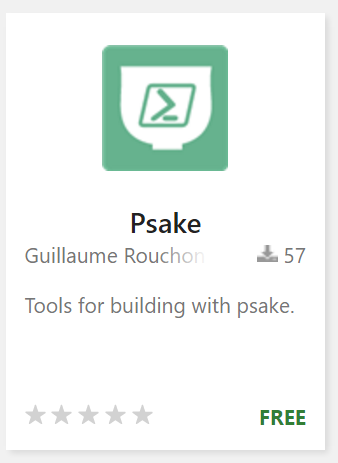 Psake
Guillaume Rouchon 57
Tools for building with psake.
FREE